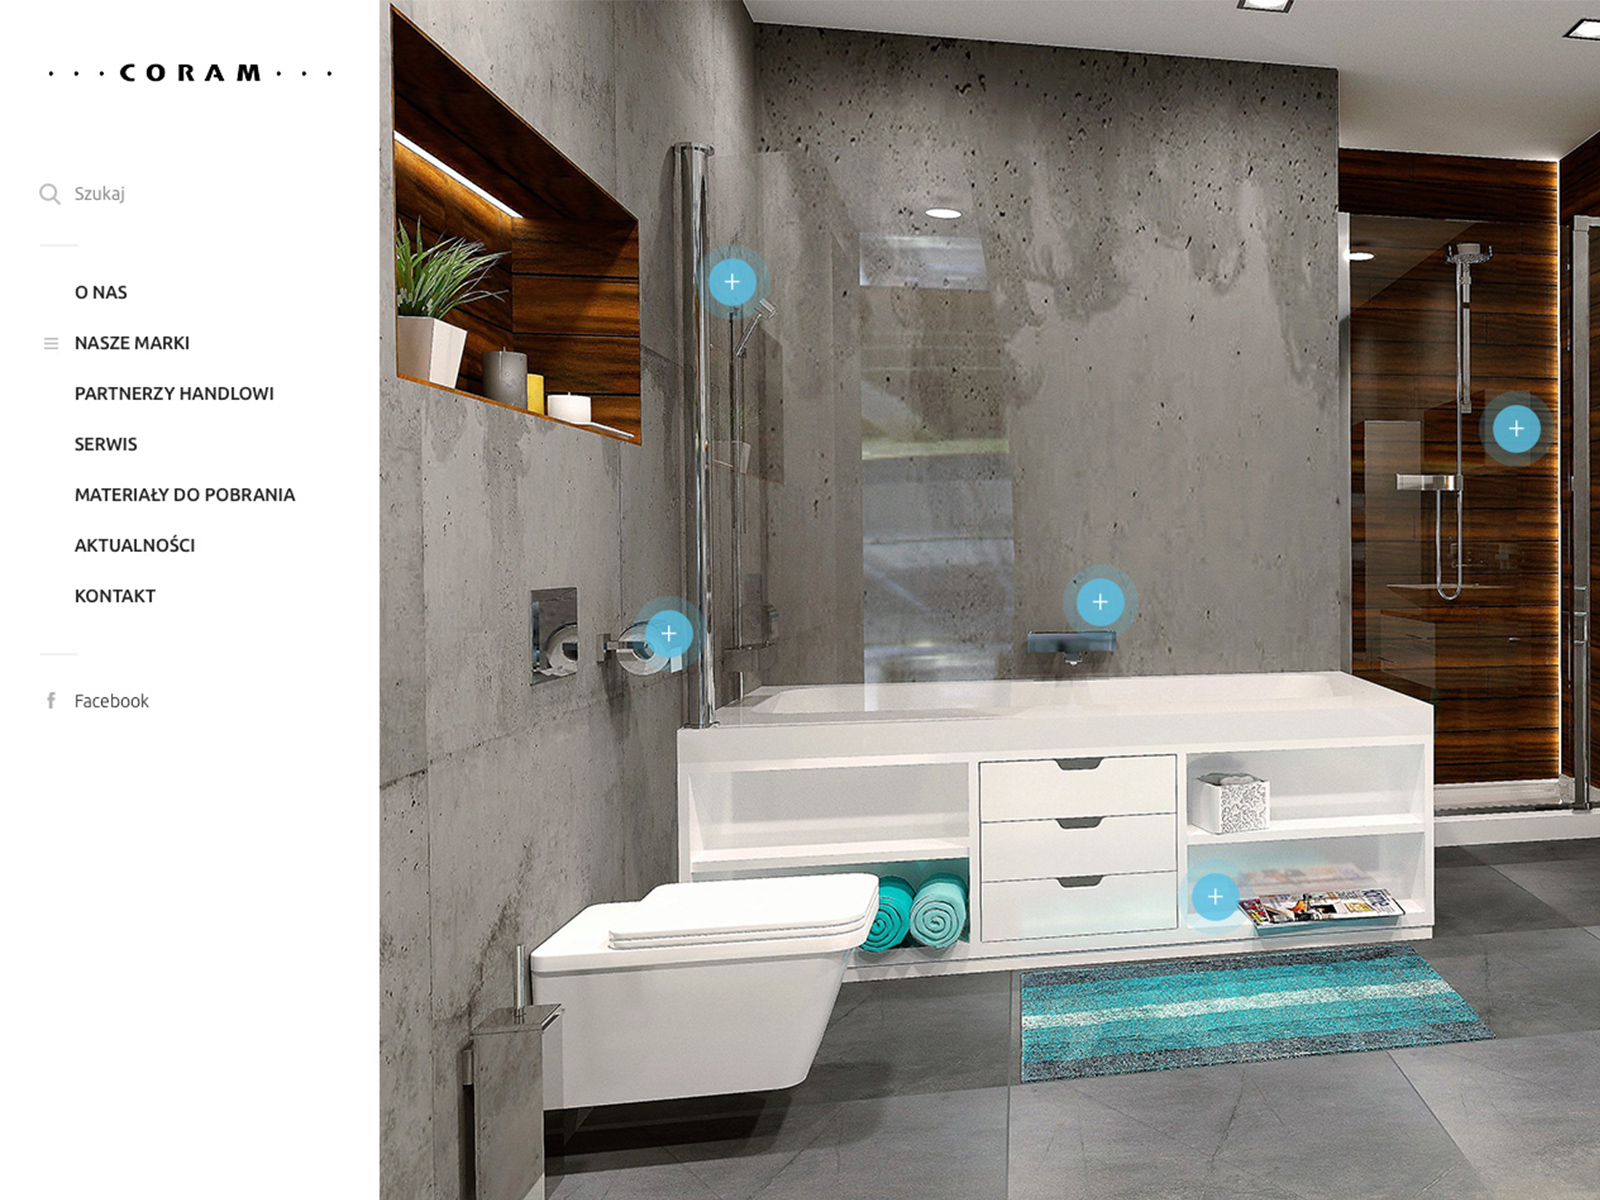 CORAM
Szukaj
O NAS
NASZE MARKI
PARTNERZY HANDLOWI
SERWIS
MATERIAŁY DO POBRANIA
AKTUALNOŚCI
KONTAKT
Facebook